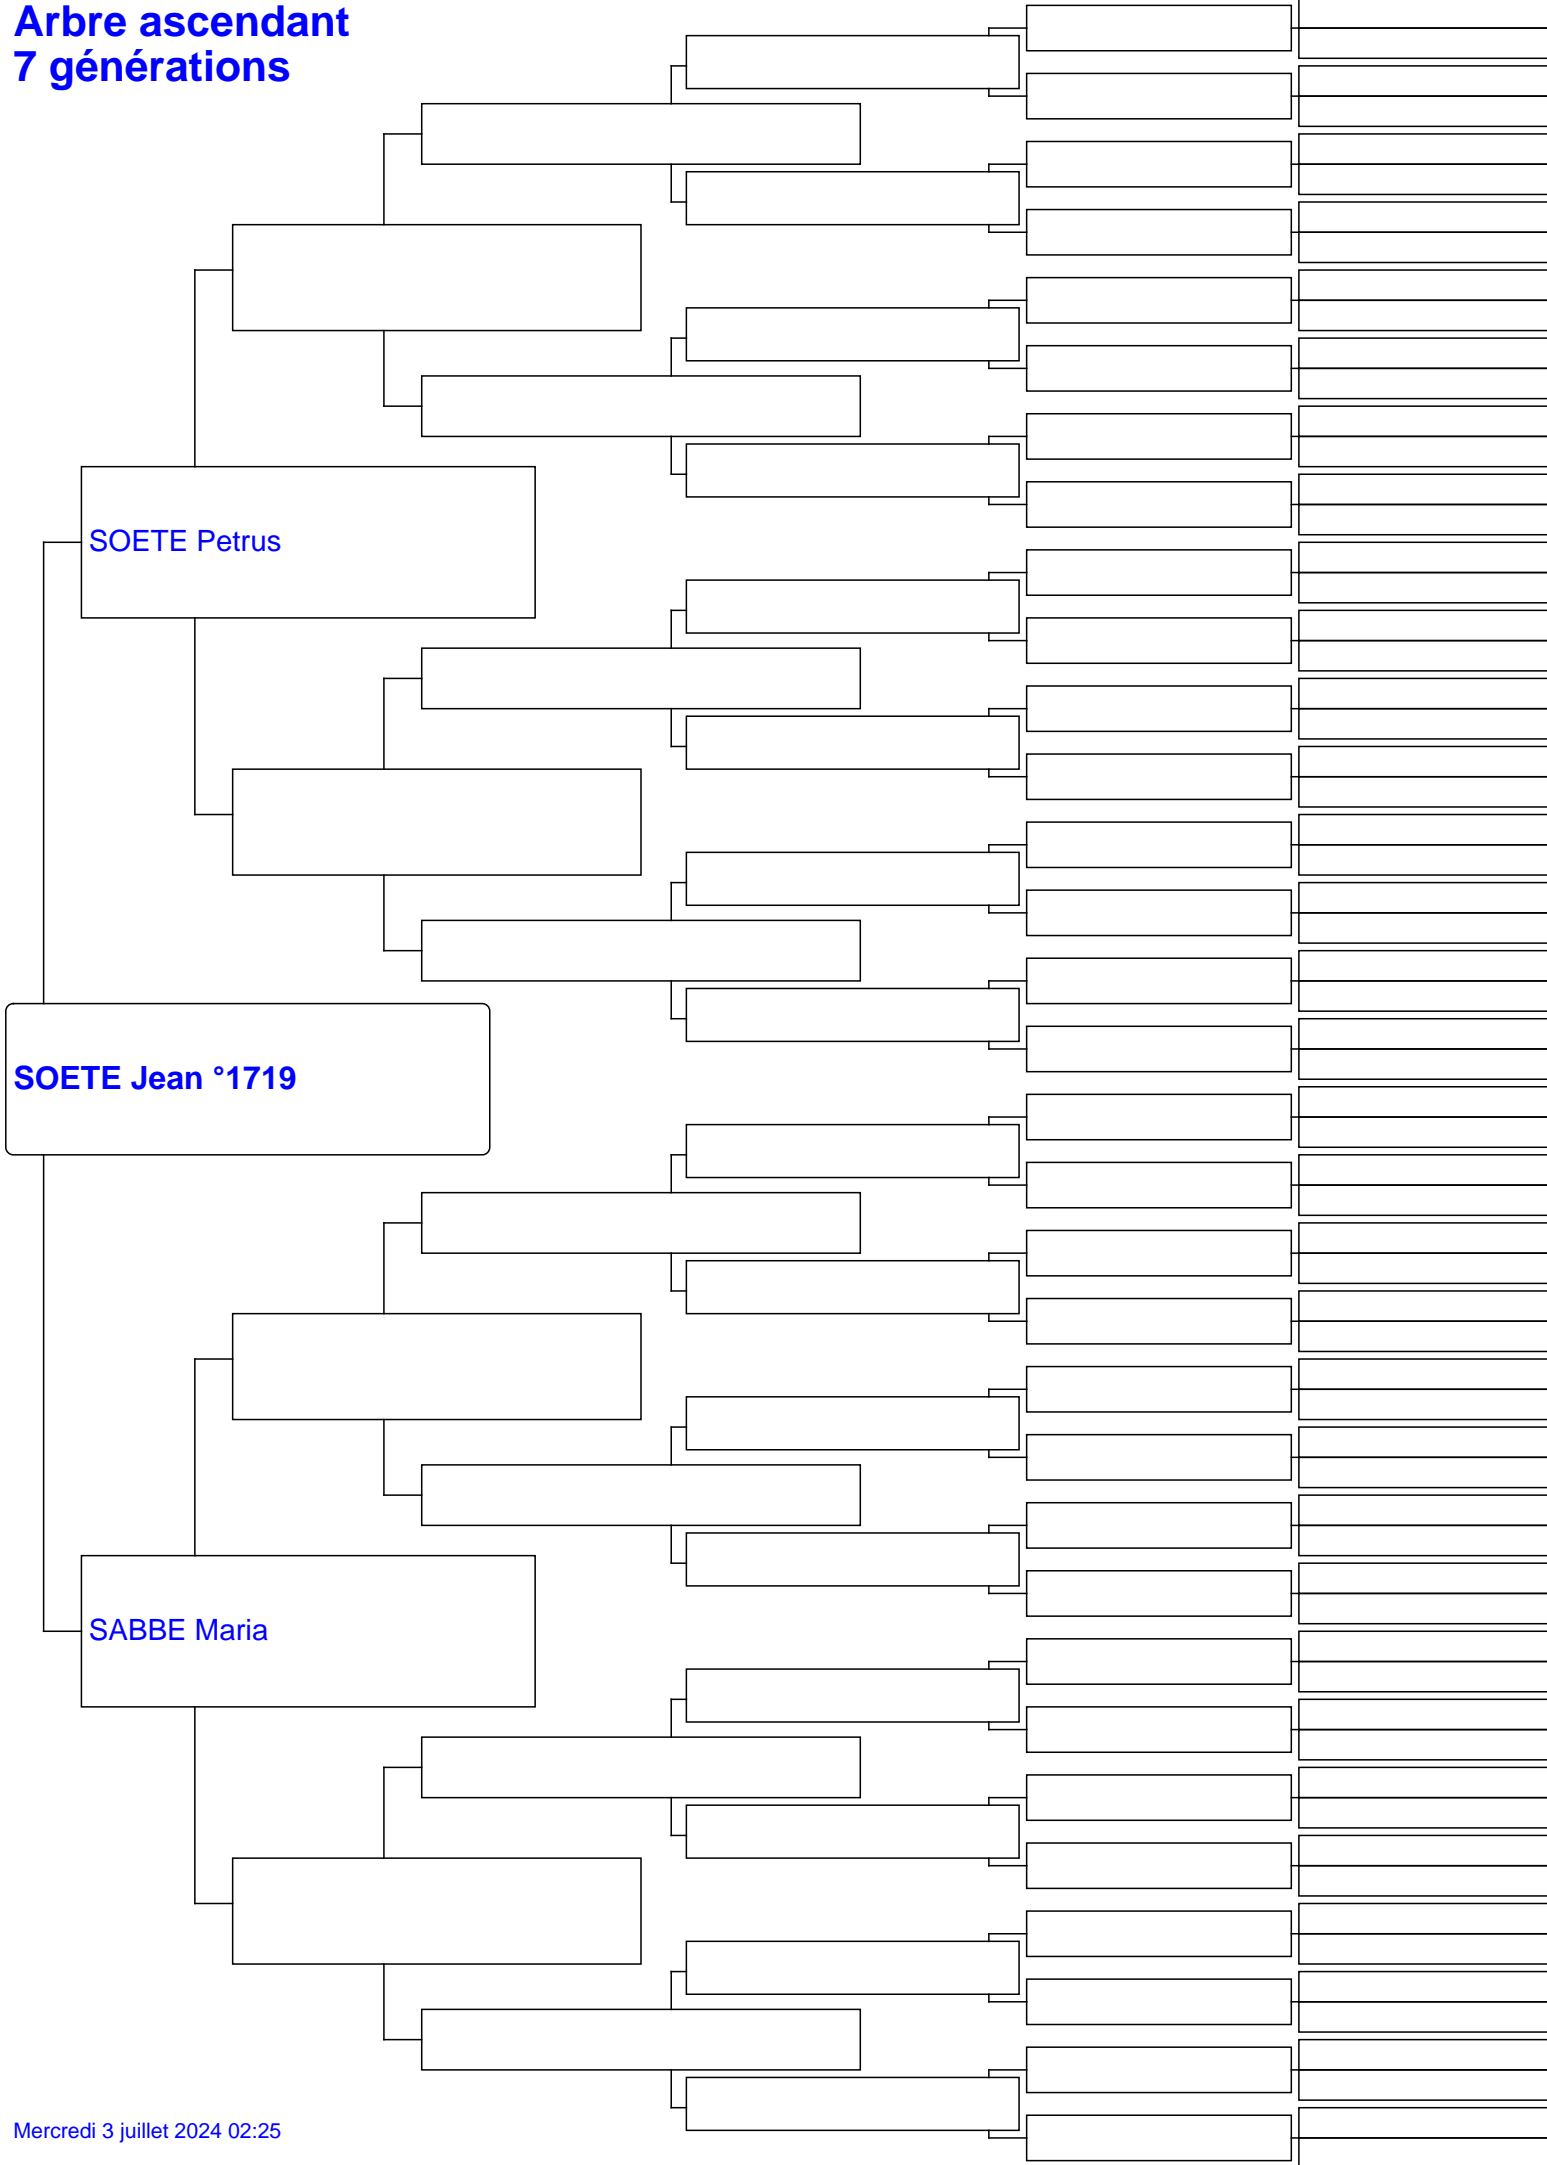 Arbre ascendant
7 générations
SOETE Petrus
SOETE Jean °1719
SABBE Maria
Mercredi 3 juillet 2024 02:25